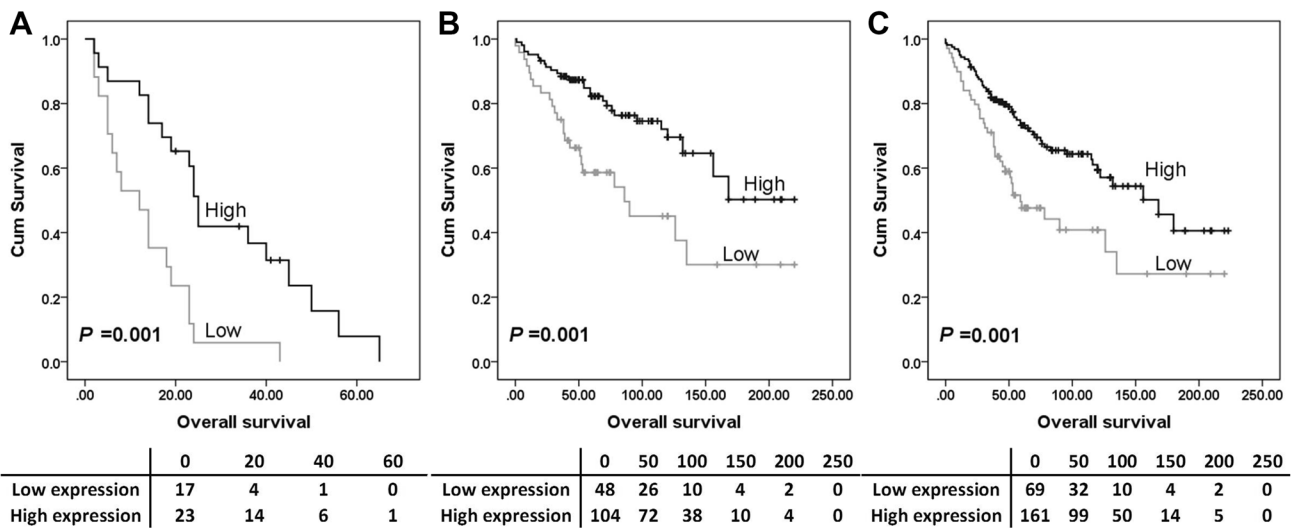 A
Cum Survival
1.0
0.8
0.6
0.4
0.2
0.0
High
Low
P =0.001
.00 20.00 40.00 60.00
Overall survival
0 20 40 60
Low expression 17 4 1 0
High expression 23 14 6 1
B
Cum Survival
1.0
0.8
0.6
0.4
0.2
0.0
High
Low
P =0.001
.00 50.00 100.00 150.00 200.00 250.00
Overall survival
0 50 100 150 200 250
Low expression 48 26 10 4 2 0
High expression 104 72 38 10 4 0
C
Cum Survival
1.0
0.8
0.6
0.4
0.2
0.0
High
Low
P =0.001
.00 50.00 100.00 150.00 200.00 250.00
Overall survival
0 50 100 150 200 250
Low expression 69 32 10 4 2 0
High expression 161 99 50 14 5 0